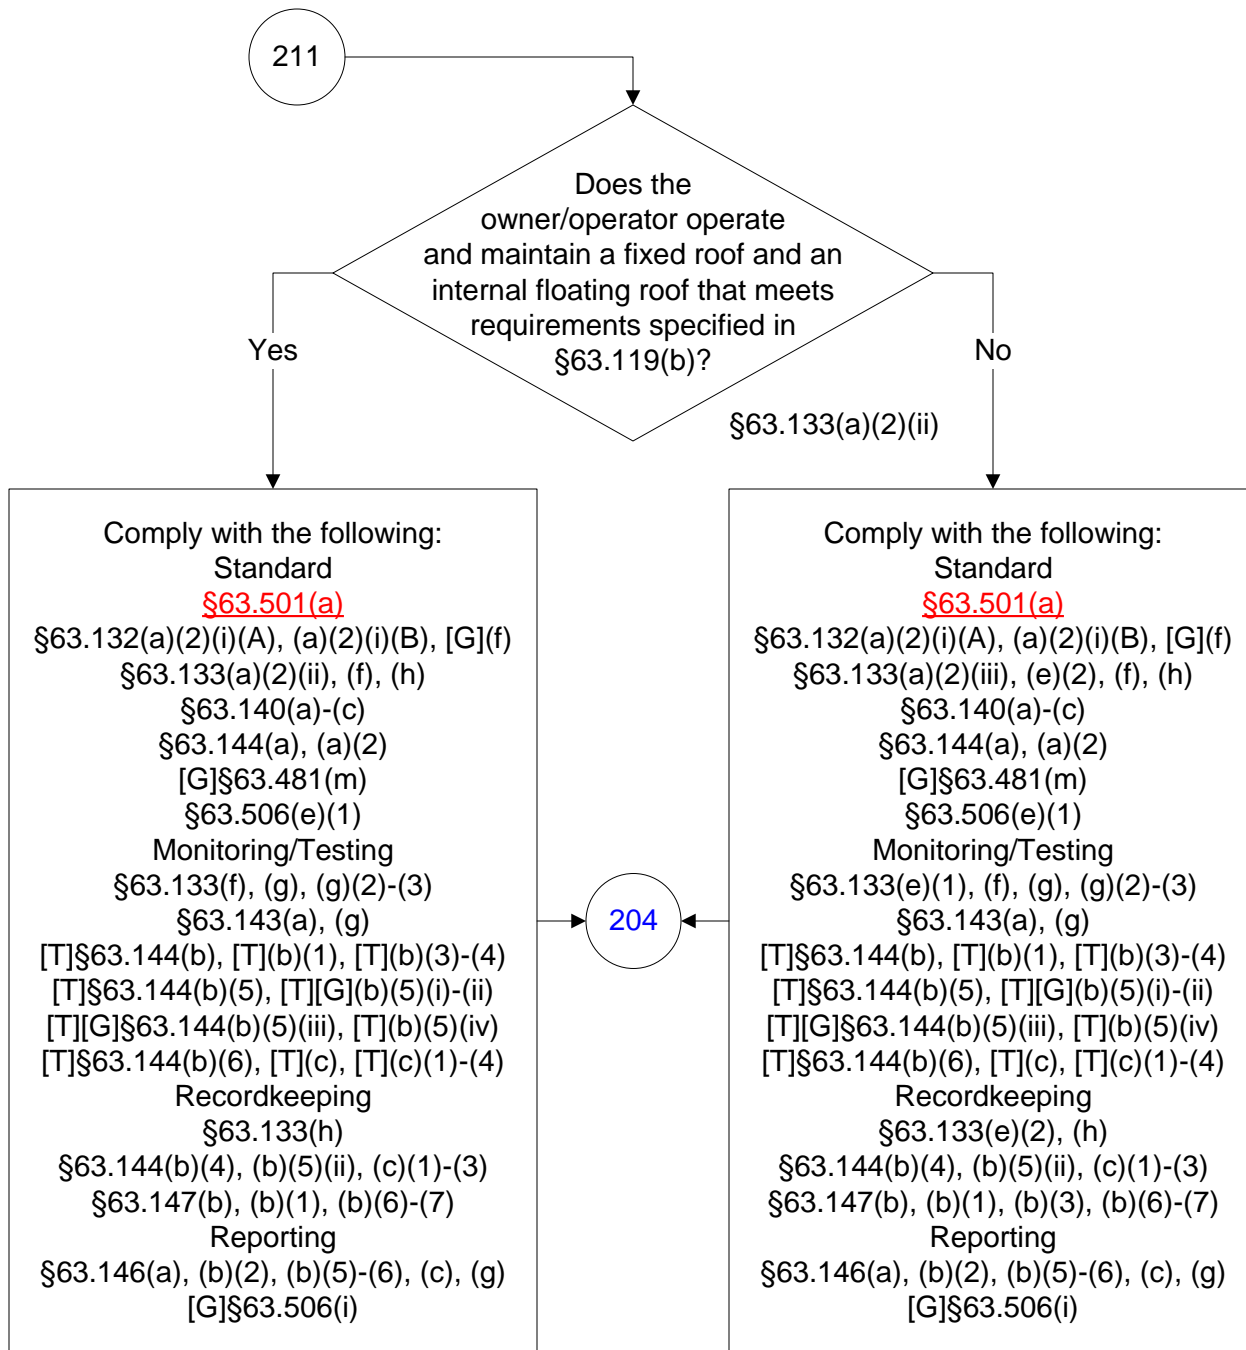 211
Does the
owner/operator operate
and maintain a fixed roof and an
internal floating roof that meets
requirements specified in
§63.119(b)?
Yes
No
§63.133(a)(2)(ii)
Comply with the following:
Standard
§63.501(a)
§63.132(a)(2)(i)(A), (a)(2)(i)(B), [G](f)
§63.133(a)(2)(ii), (f), (h)
§63.140(a)-(c)
§63.144(a), (a)(2)
[G]§63.481(m)
§63.506(e)(1)
Monitoring/Testing
§63.133(f), (g), (g)(2)-(3)
§63.143(a), (g)
[T]§63.144(b), [T](b)(1), [T](b)(3)-(4)
[T]§63.144(b)(5), [T][G](b)(5)(i)-(ii)
[T][G]§63.144(b)(5)(iii), [T](b)(5)(iv)
[T]§63.144(b)(6), [T](c), [T](c)(1)-(4)
Recordkeeping
§63.133(h)
§63.144(b)(4), (b)(5)(ii), (c)(1)-(3)
§63.147(b), (b)(1), (b)(6)-(7)
Reporting
§63.146(a), (b)(2), (b)(5)-(6), (c), (g)
[G]§63.506(i)
204
Comply with the following:
Standard
§63.501(a)
§63.132(a)(2)(i)(A), (a)(2)(i)(B), [G](f)
§63.133(a)(2)(iii), (e)(2), (f), (h)
§63.140(a)-(c)
§63.144(a), (a)(2)
[G]§63.481(m)
§63.506(e)(1)
Monitoring/Testing
§63.133(e)(1), (f), (g), (g)(2)-(3)
§63.143(a), (g)
[T]§63.144(b), [T](b)(1), [T](b)(3)-(4)
[T]§63.144(b)(5), [T][G](b)(5)(i)-(ii)
[T][G]§63.144(b)(5)(iii), [T](b)(5)(iv)
[T]§63.144(b)(6), [T](c), [T](c)(1)-(4)
Recordkeeping
§63.133(e)(2), (h)
§63.144(b)(4), (b)(5)(ii), (c)(1)-(3)
§63.147(b), (b)(1), (b)(3), (b)(6)-(7)
Reporting
§63.146(a), (b)(2), (b)(5)-(6), (c), (g)
[G]§63.506(i)